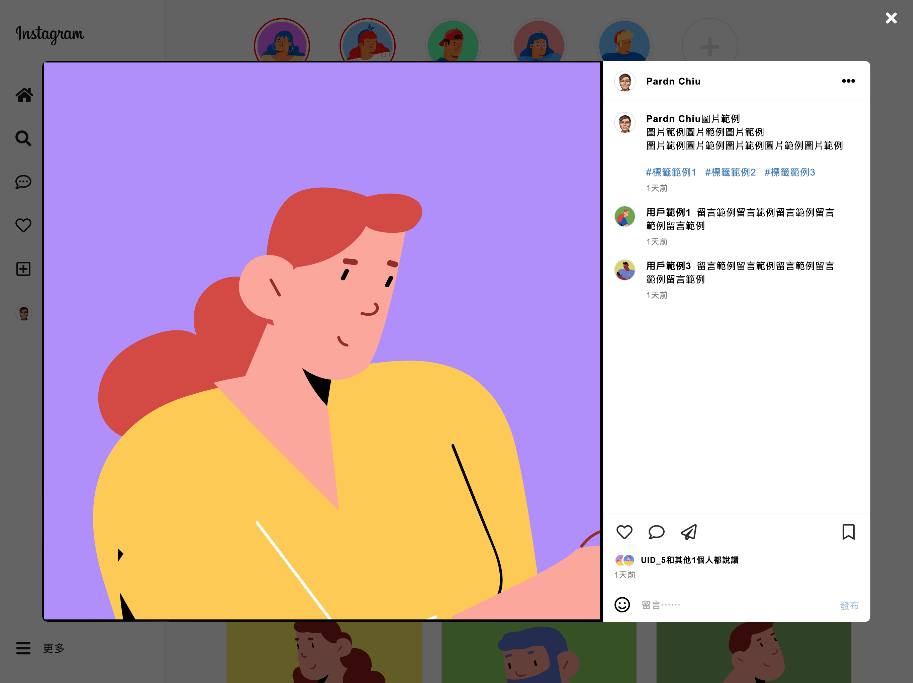 Instagram
Pardn Chiu
Pardn Chiu圖片範例
圖片範例圖片範例圖片範例
圖片範例圖片範例圖片範例圖片範例圖片範例
#標籤範例1 #標籤範例2 #標籤範例3
1天前
用戶範例1 留言範例留言範例留言範例留言
範例留言範例
1天前
用戶範例3 留言範例留言範例留言範例留言
範例留言範例
1天前
UID_5和其他1個人都說讚
1天前
留言⋯⋯ 發布
更多